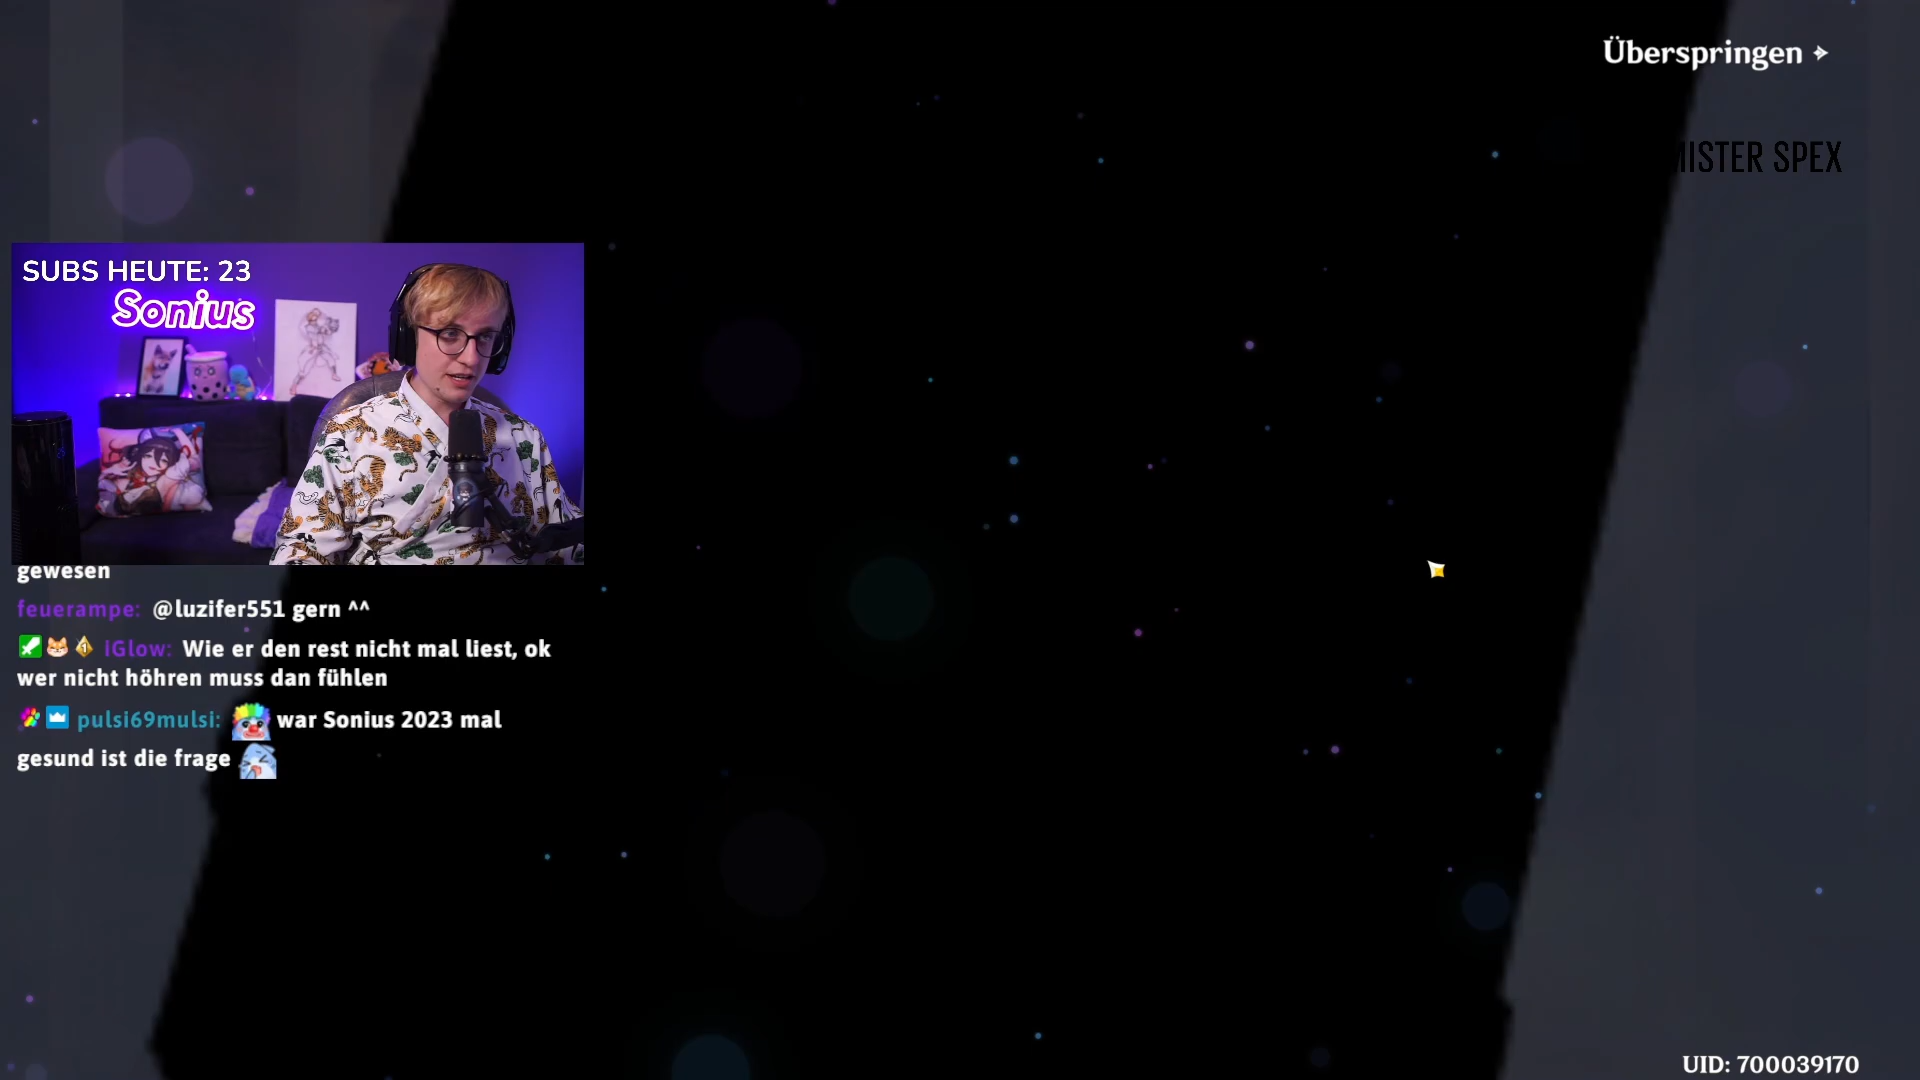 Überspringen
MISTER SPEX
SUBS HEUTE: 23
Sonius
gewesen
feuerampe: @luzifer551 gern ^^
iGlow: Wie er den rest nicht mal liest, ok
wer nicht höhren muss dan fühlen
pulsi69mulsi: war Sonius 2023 mal
gesund ist die frage
UID: 700039170